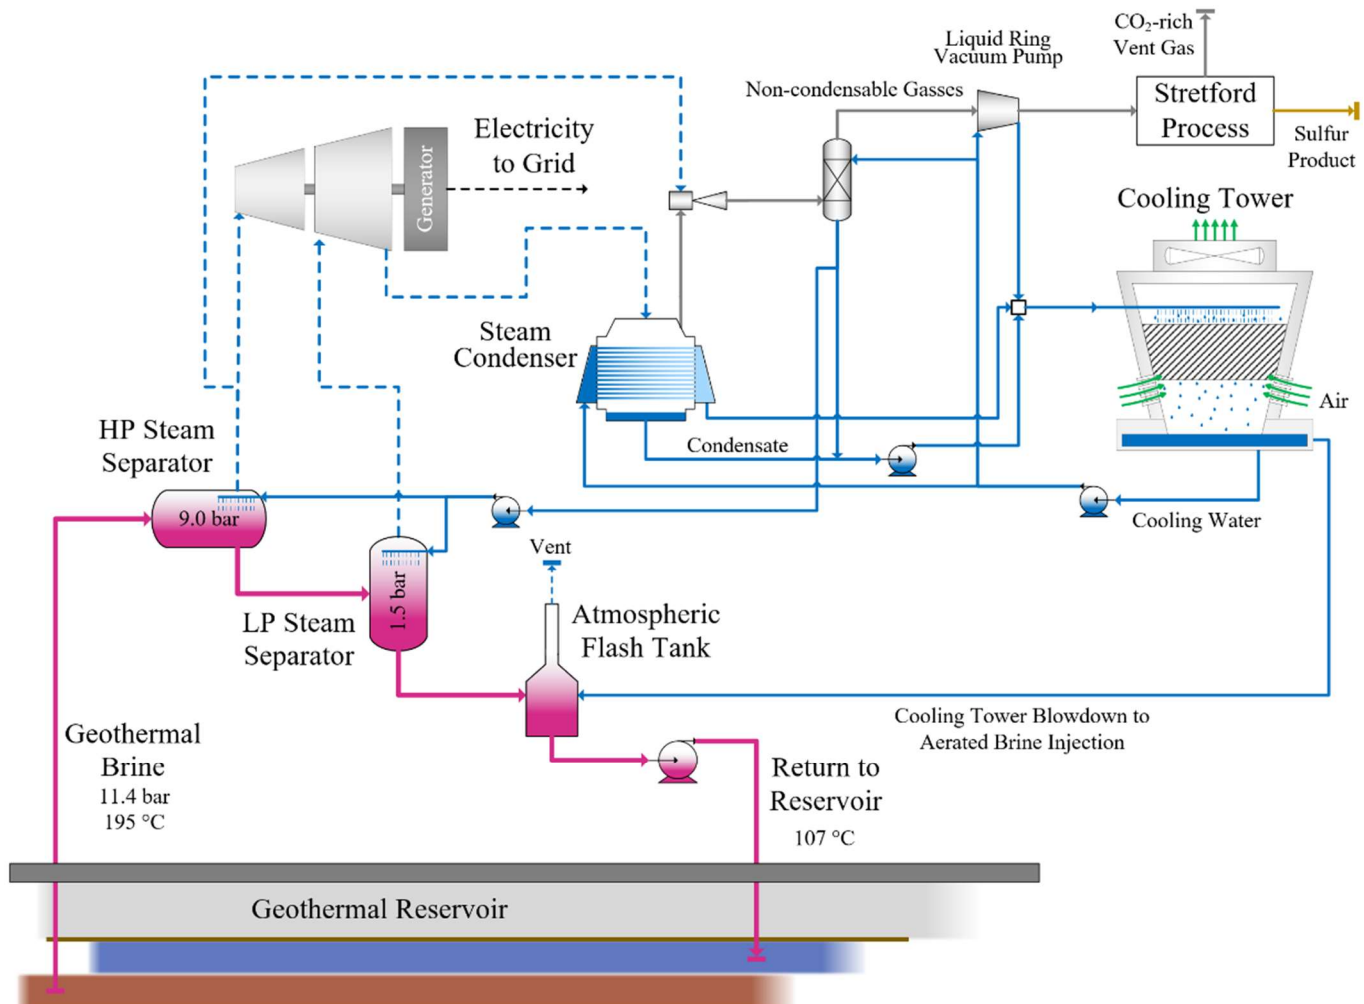 CO₂-rich
Vent Gas
Liquid Ring
Vacuum Pump
Non-condensable Gasses
Stretford
Process
Sulfur
Product
Electricity
to Grid
Generator
Cooling Tower
Steam
Condenser
Air
HP Steam
Separator
Condensate
9.0 bar
Cooling Water
Vent
1.5 bar
LP Steam
Separator
Atmospheric
Flash Tank
Cooling Tower Blowdown to
Aerated Brine Injection
Geothermal
Brine
11.4 bar
195 °C
Return to
Reservoir
107 °C
Geothermal Reservoir